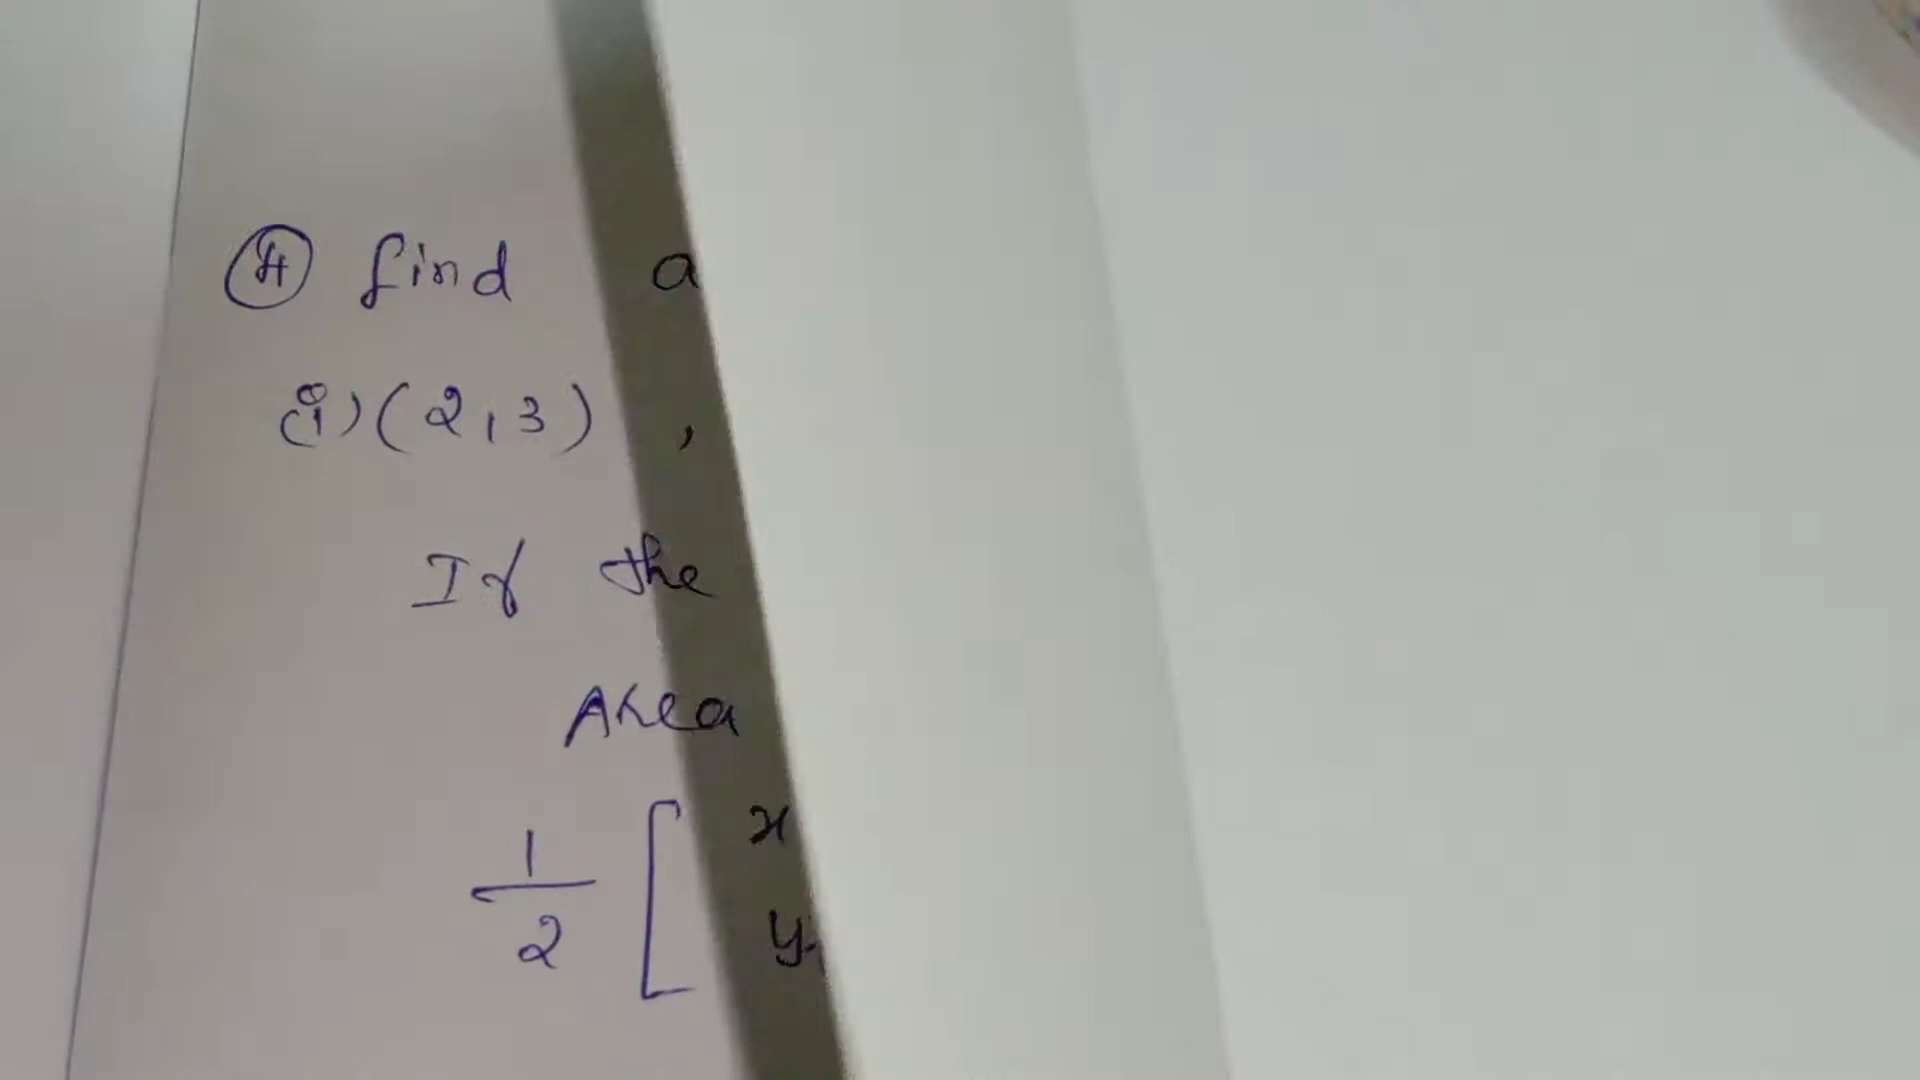 4 find a
i) (2,3) ,
If the
Area
1/2 [ x
y